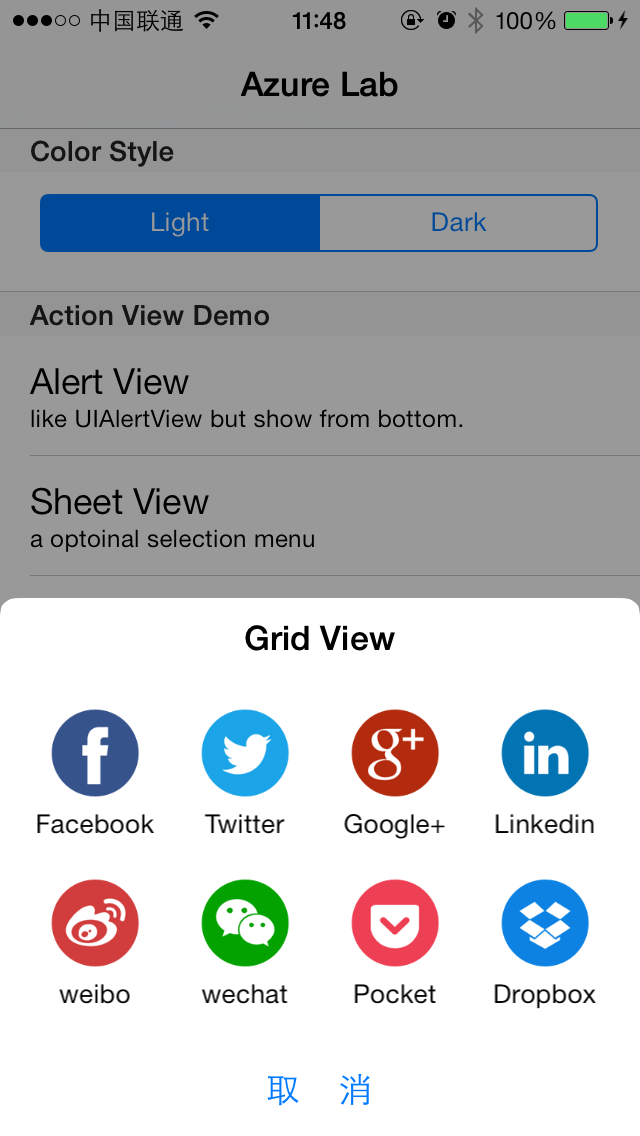 中国联通 11:48 100%
Azure Lab
Color Style
Light Dark
Action View Demo
Alert View
like UIAlertView but show from bottom.
Sheet View
a optoinal selection menu
Grid View
Facebook Twitter Google+ Linkedin
weibo wechat Pocket Dropbox
取 消